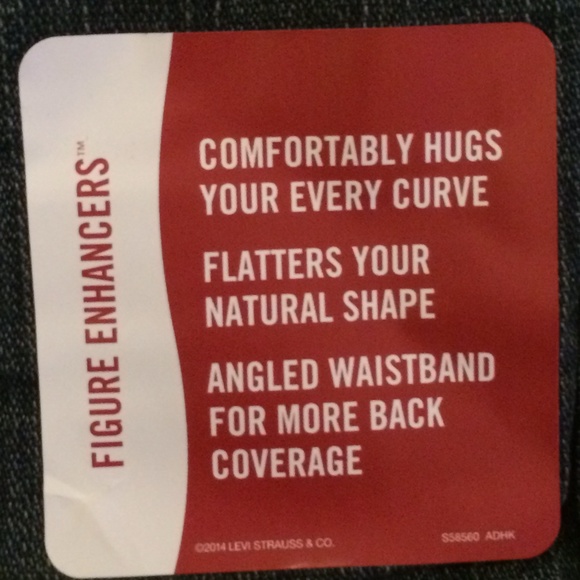 FIGURE ENHANCERS™
COMFORTABLY HUGS
YOUR EVERY CURVE
FLATTERS YOUR
NATURAL SHAPE
ANGLED WAISTBAND
FOR MORE BACK
COVERAGE
©2014 LEVI STRAUSS & CO.
S58560 ADHK